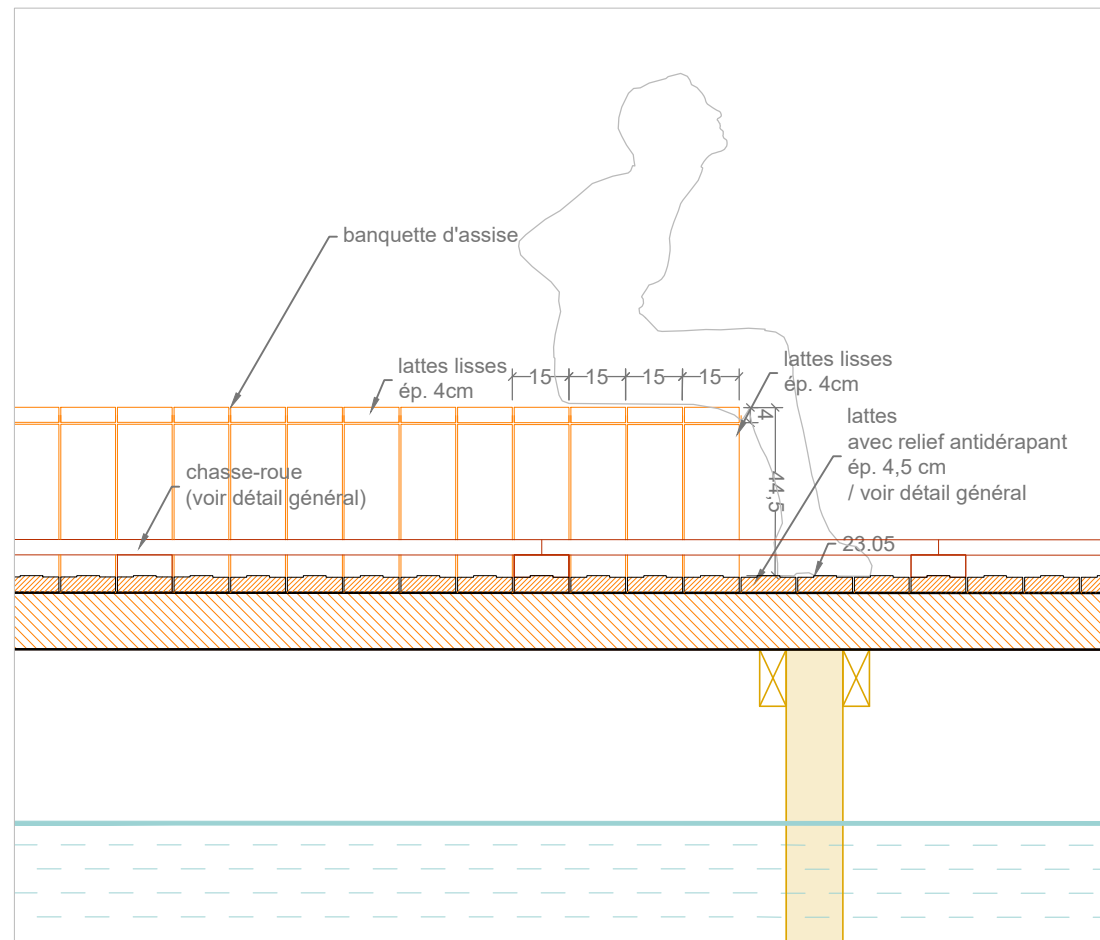 banquette d'assise
lattes lisses
ép. 4cm
15
15
15
15
lattes lisses
ép. 4cm
4
lattes
avec relief antidérapant
ép. 4,5 cm
/ voir détail général
44,5
chasse-roue
(voir détail général)
23.05